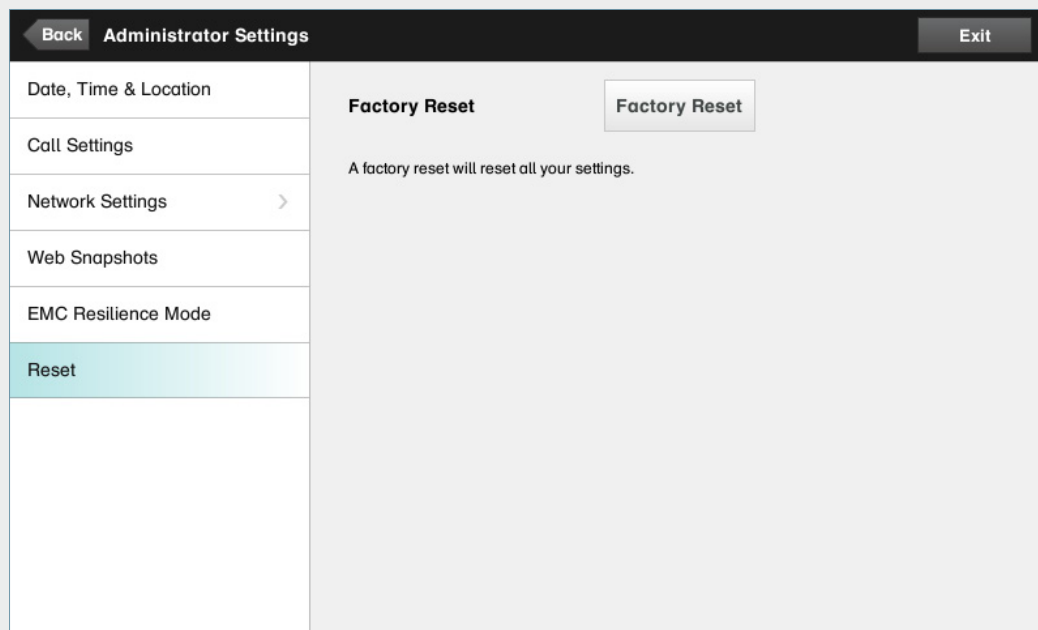 Back Administrator Settings Exit
Date, Time & Location
Call Settings
Network Settings
Web Snapshots
EMC Resilience Mode
Reset
Factory Reset Factory Reset
A factory reset will reset all your settings.